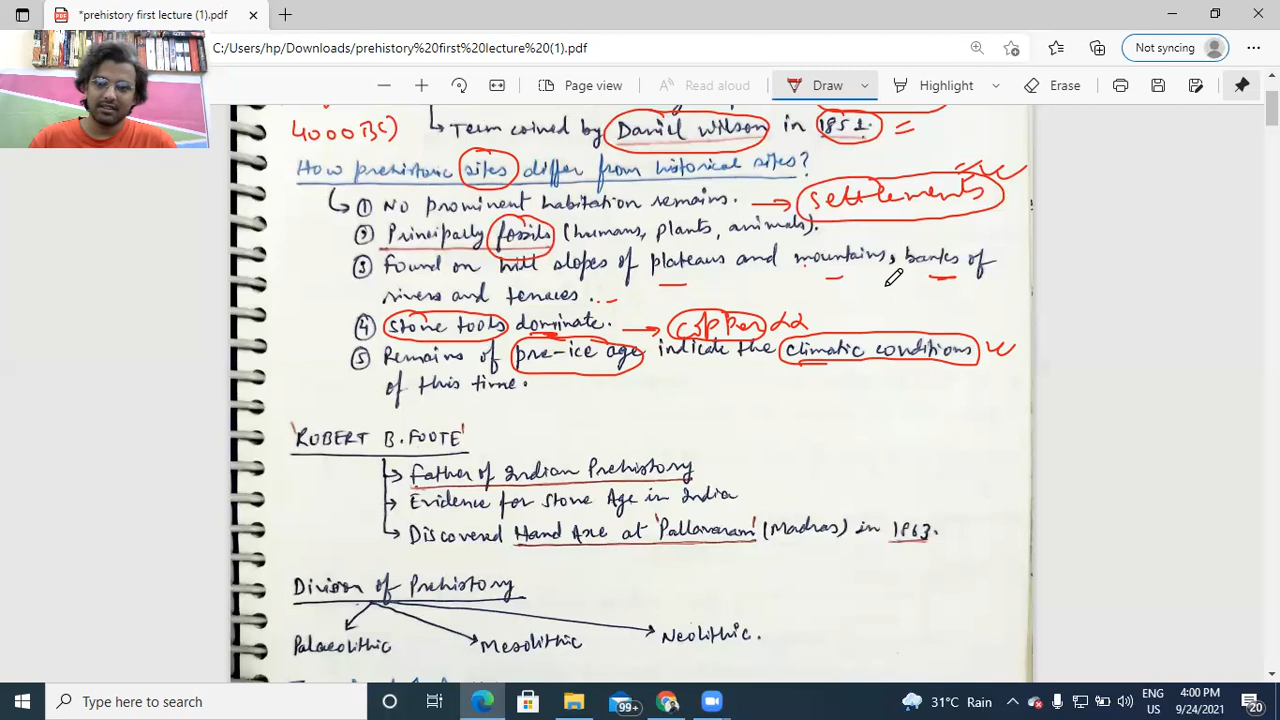 *prehistory first lecture (1).pdf
C:/Users/hp/Downloads/prehistory%20first%20lecture%20(1).pdf
Not syncing
Page view
Read aloud
Draw
Highlight
Erase
4000BC)
Term coined by Daniel Wilson in 1851.
How prehistoric sites differ from historical sites?
① No prominent habitation remains. → settlements
② Principally fossils (humans, plants, animals).
③ Found on hill slopes of plateaus and mountains, banks of
rivers and terraces.
④ Stone tools dominate. → copper
⑤ Remains of pre-ice age indicate the climatic conditions
of this time.
'ROBERT B. FOOTE'
→ Father of Indian Prehistory
→ Evidence for Stone Age in India
→ Discovered Hand Axe at 'Pallavaram' (Madras) in 1863.
Division of Prehistory
Palaeolithic
Mesolithic
Neolithic.
Type here to search
99+
31°C Rain
ENG
US
4:00 PM
9/24/2021
20